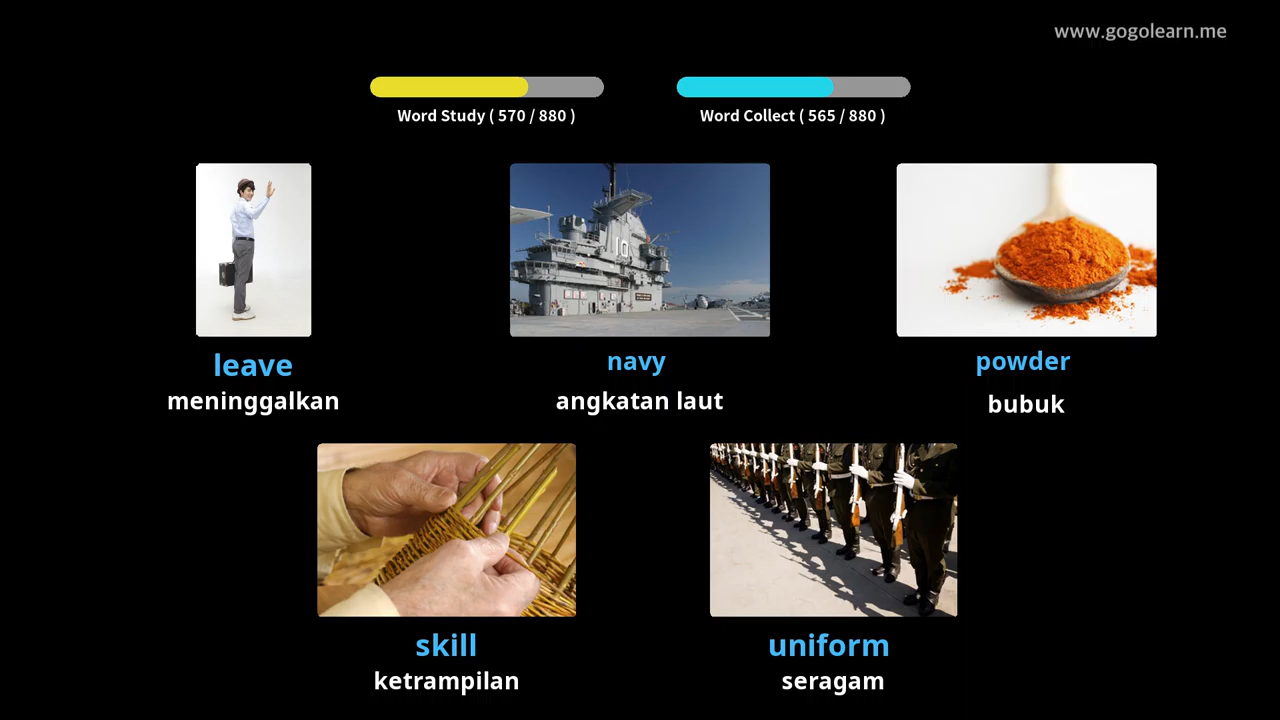 www.gogolearn.me
Word Study ( 570 / 880 )
Word Collect ( 565 / 880 )
leave
meninggalkan
navy
angkatan laut
powder
bubuk
skill
ketrampilan
uniform
seragam